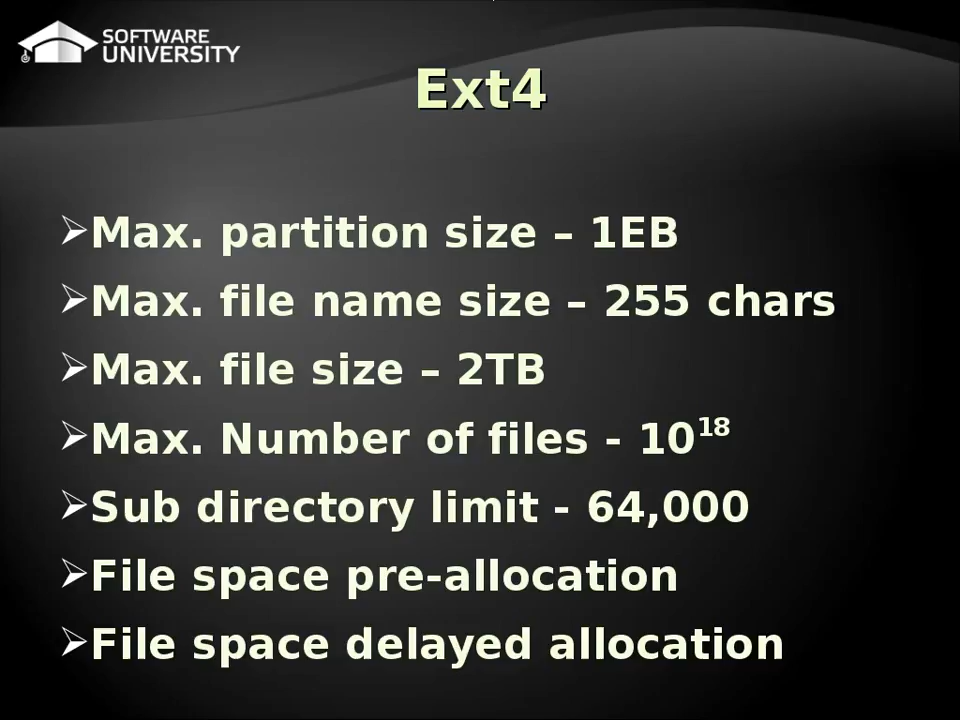 SOFTWARE
UNIVERSITY
Ext4
➢Max. partition size – 1EB
➢Max. file name size – 255 chars
➢Max. file size – 2TB
➢Max. Number of files - 10¹⁸
➢Sub directory limit - 64,000
➢File space pre-allocation
➢File space delayed allocation